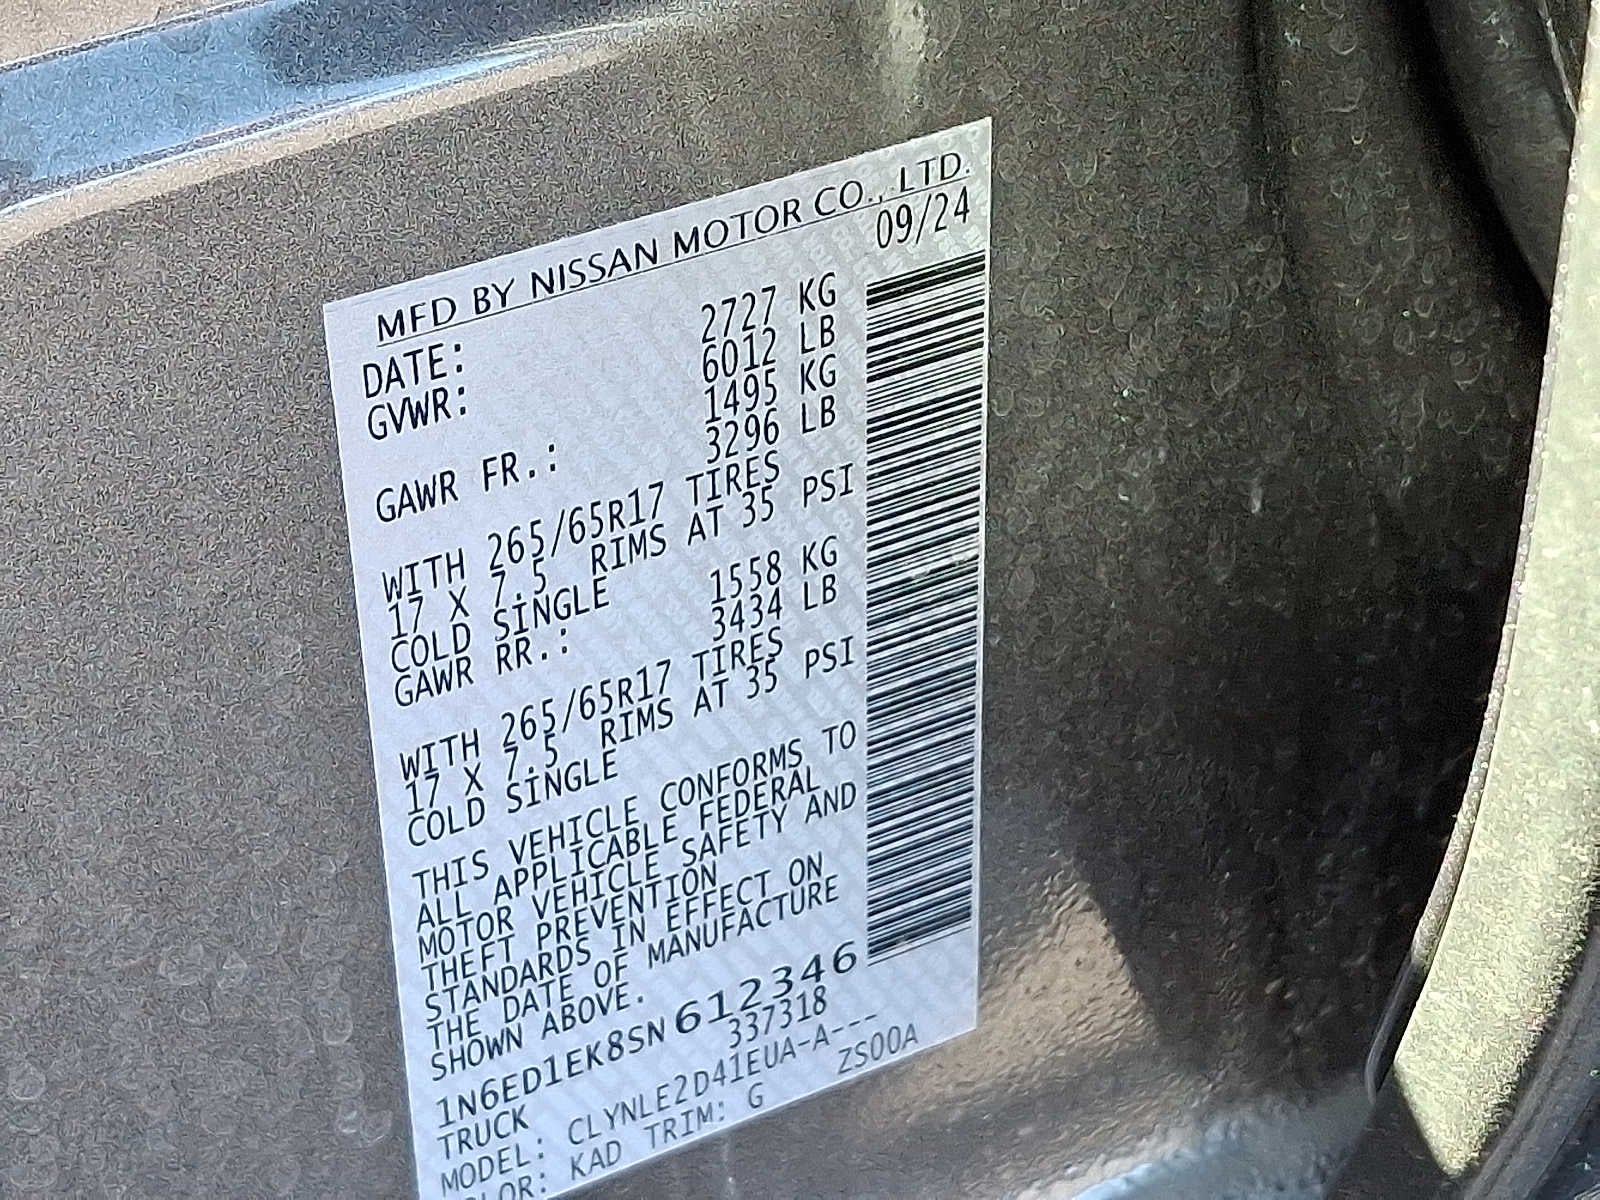 MFD BY NISSAN MOTOR CO., LTD.
DATE: 09/24
GVWR: 2727 KG
6012 LB
GAWR FR.: 1495 KG
3296 LB
WITH 265/65R17 TIRES
17 X 7.5 RIMS AT 35 PSI
COLD SINGLE
GAWR RR.: 1558 KG
3434 LB
WITH 265/65R17 TIRES
17 X 7.5 RIMS AT 35 PSI
COLD SINGLE
THIS VEHICLE CONFORMS TO
ALL APPLICABLE FEDERAL
MOTOR VEHICLE SAFETY AND
THEFT PREVENTION
STANDARDS IN EFFECT ON
THE DATE OF MANUFACTURE
SHOWN ABOVE.
1N6ED1EK8SN612346
TRUCK 337318
MODEL: CLYNLE2D41EUA-A---
OLOR: KAD TRIM: G ZS00A